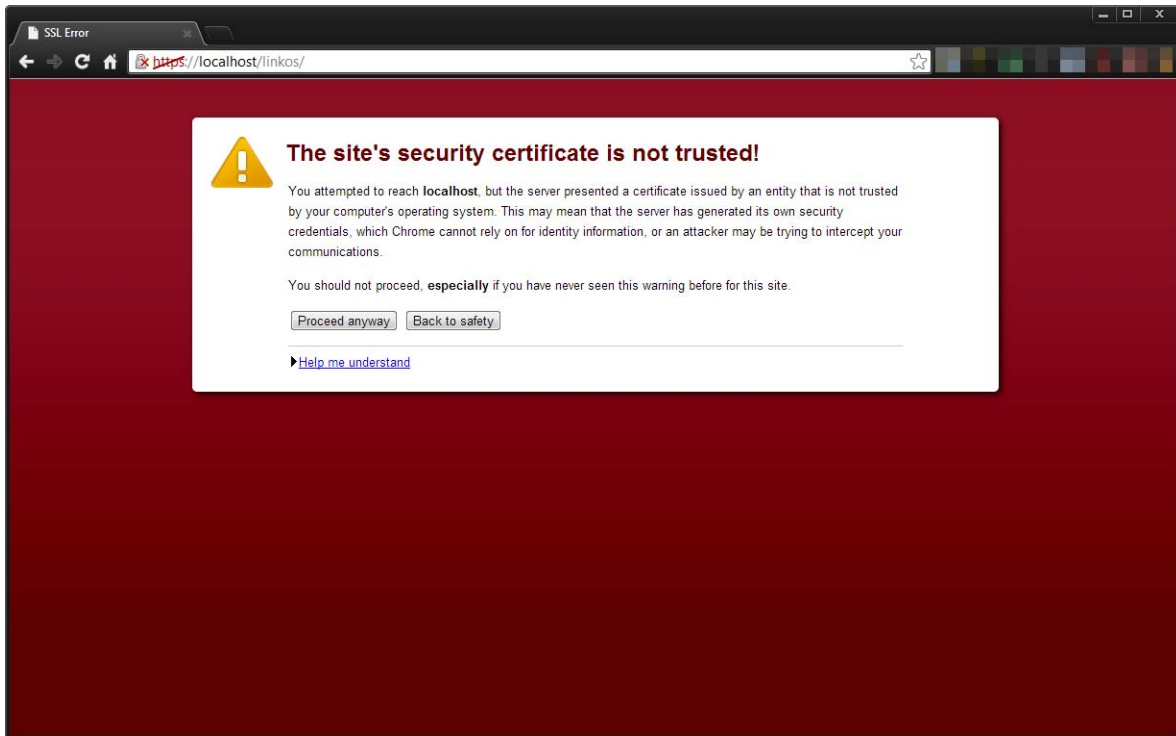 SSL Error
https://localhost/linkos/
The site's security certificate is not trusted!
You attempted to reach localhost, but the server presented a certificate issued by an entity that is not trusted
by your computer's operating system. This may mean that the server has generated its own security
credentials, which Chrome cannot rely on for identity information, or an attacker may be trying to intercept your
communications.
You should not proceed, especially if you have never seen this warning before for this site.
Proceed anyway Back to safety
Help me understand